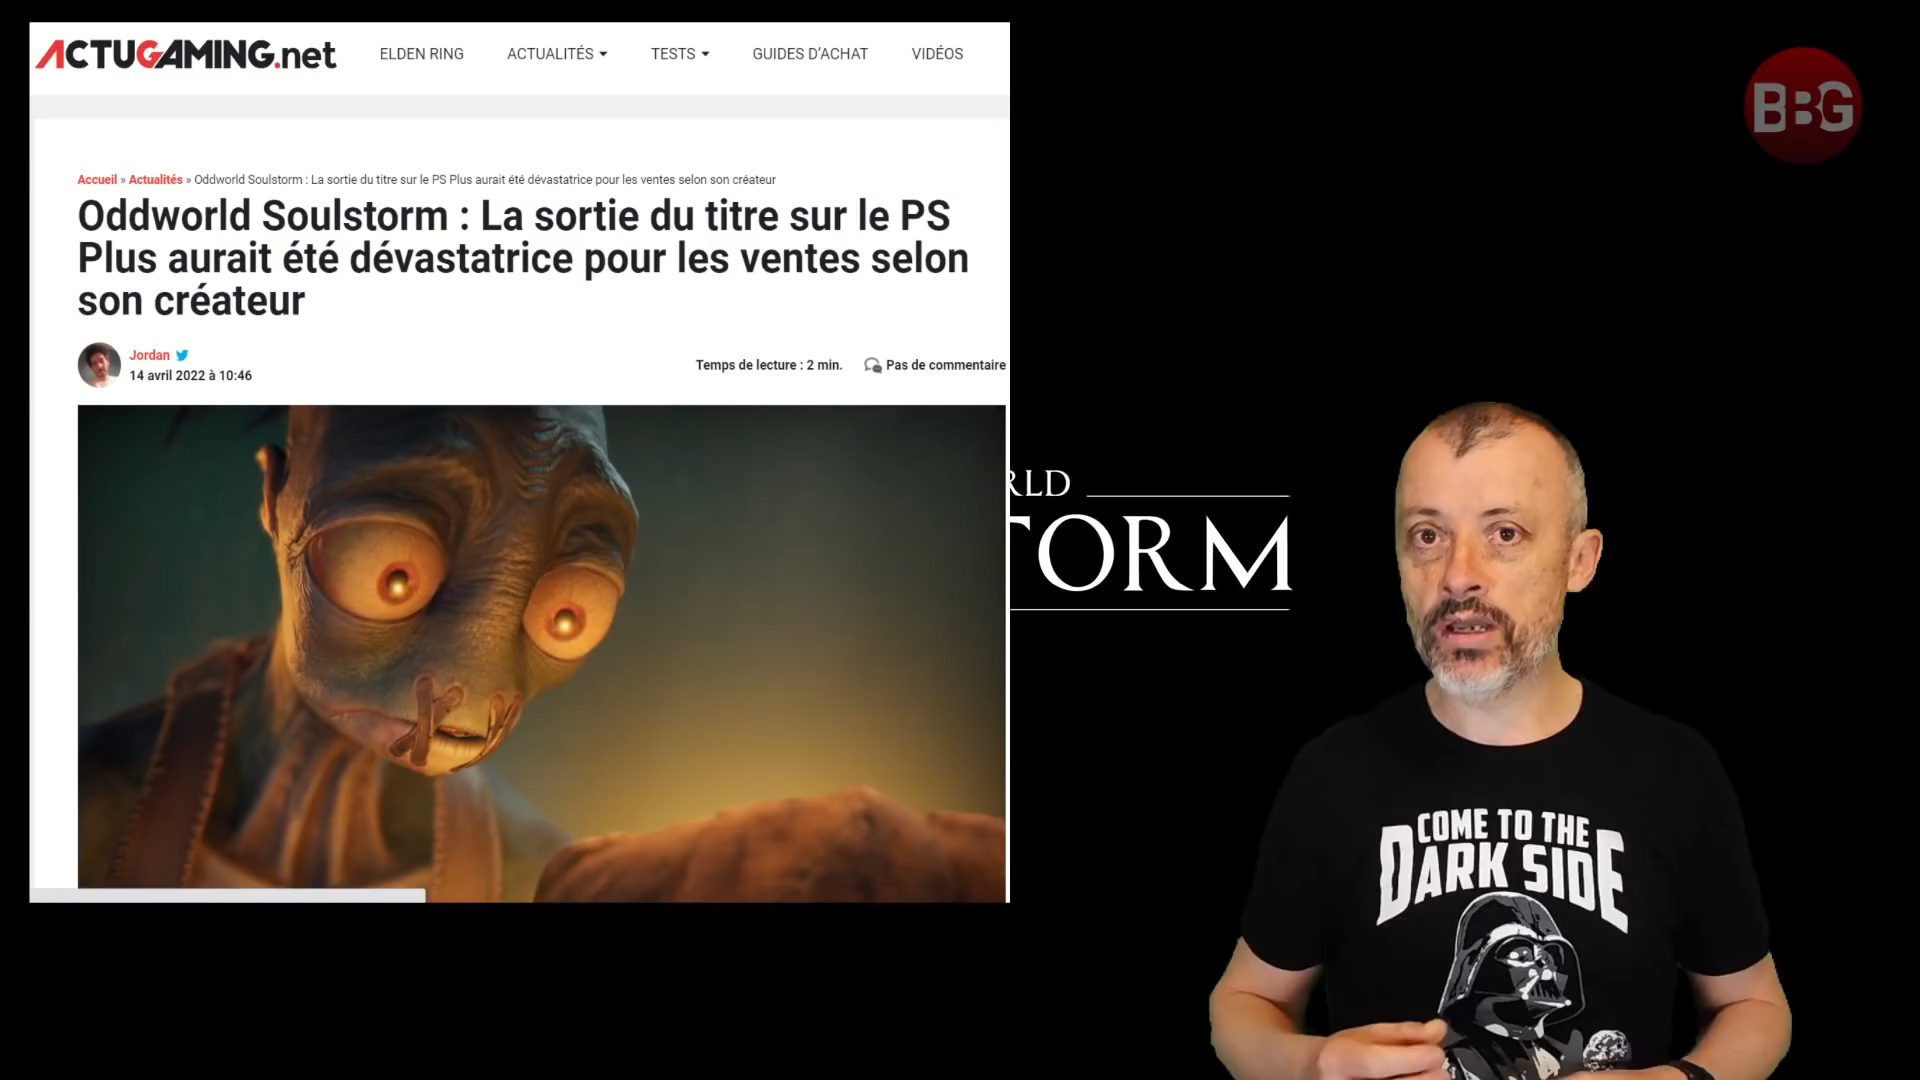 ACTUGAMING.net
ELDEN RING
ACTUALITÉS
TESTS
GUIDES D'ACHAT
VIDÉOS
BBG
Accueil » Actualités » Oddworld Soulstorm : La sortie du titre sur le PS Plus aurait été dévastatrice pour les ventes selon son créateur
Oddworld Soulstorm : La sortie du titre sur le PS
Plus aurait été dévastatrice pour les ventes selon
son créateur
Jordan
14 avril 2022 à 10:46
Temps de lecture : 2 min.
Pas de commentaire
RLD
TORM
COME TO THE
DARK SIDE